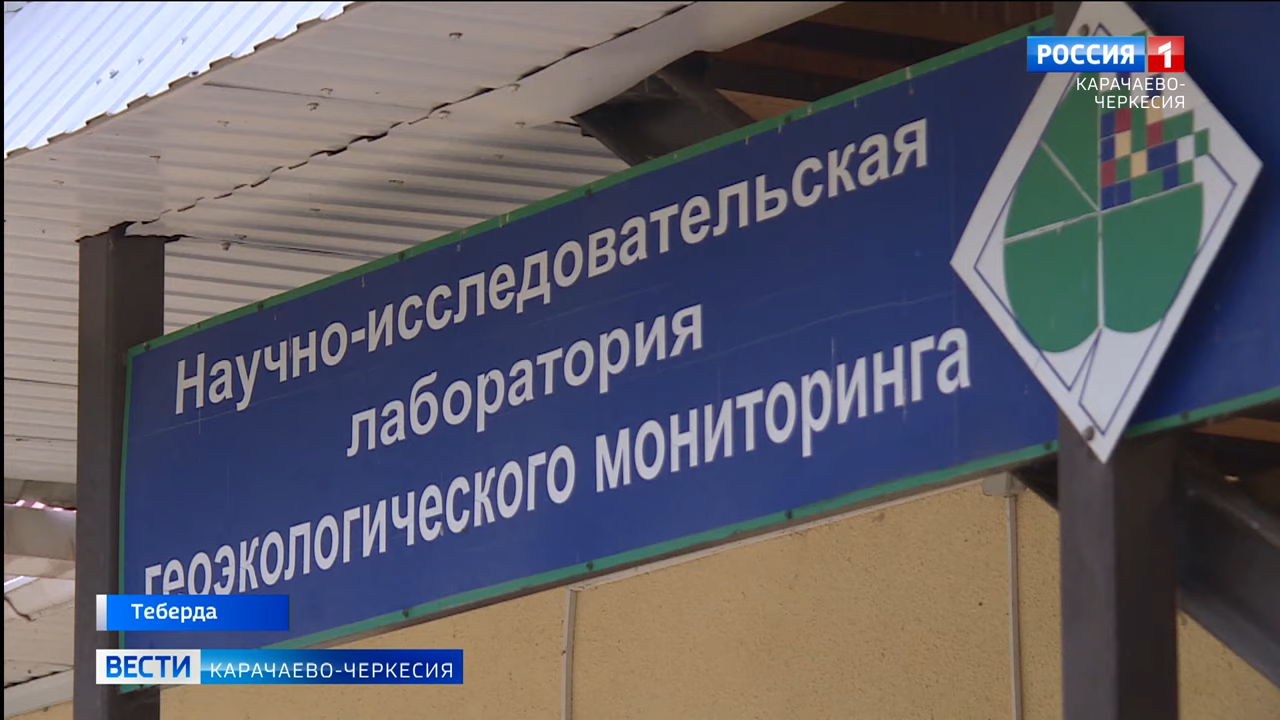 РОССИЯ 1
КАРАЧАЕВО-
ЧЕРКЕСИЯ
Научно-исследовательская
лаборатория
геоэкологического мониторинга
Теберда
ВЕСТИ КАРАЧАЕВО-ЧЕРКЕСИЯ